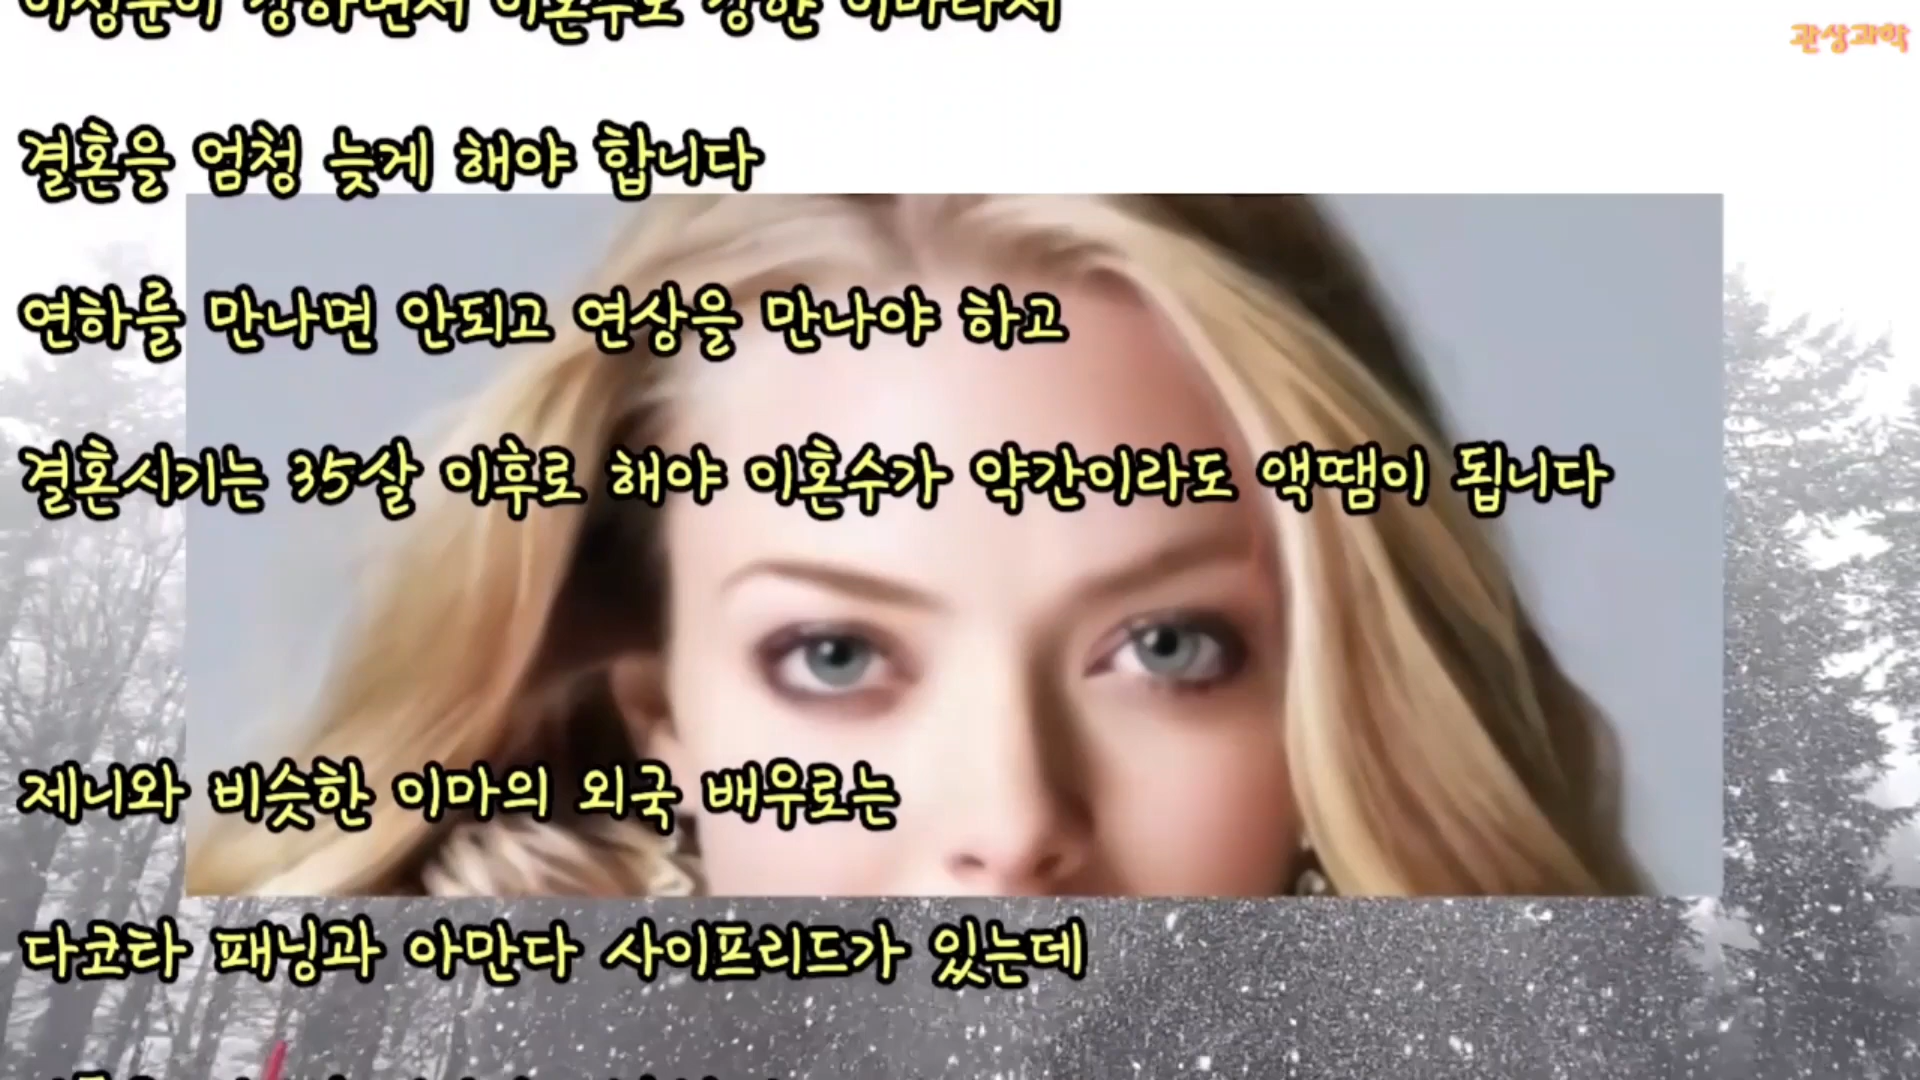 관상과학
결혼을 엄청 늦게 해야 합니다
연하를 만나면 안되고 연상을 만나야 하고
결혼시기는 35살 이후로 해야 이혼수가 약간이라도 액땜이 됩니다
제니와 비슷한 이마의 외국 배우로는
다코타 패닝과 아만다 사이프리드가 있는데